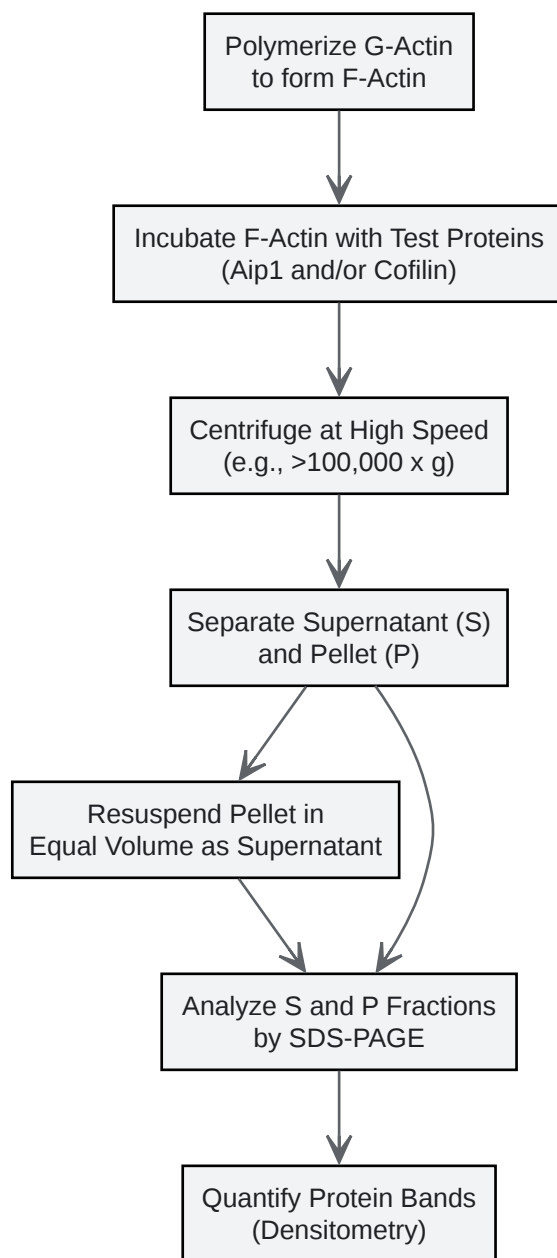 Polymerize G-Actin
to form F-Actin
Incubate F-Actin with Test Proteins
(Aip1 and/or Cofilin)
Centrifuge at High Speed
(e.g., >100,000 x g)
Separate Supernatant (S)
and Pellet (P)
Resuspend Pellet in
Equal Volume as Supernatant
Analyze S and P Fractions
by SDS-PAGE
Quantify Protein Bands
(Densitometry)